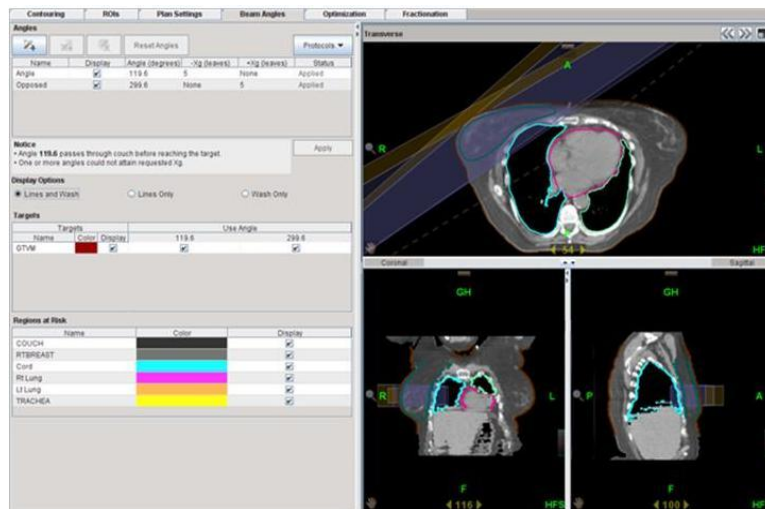 Contouring ROIs Plan Settings Beam Angles Optimization Fractionation
Angles
Reset Angles Protocols
Name Display Angle (degrees) -Xg (leaves) +Xg (leaves) Status
Angle 119.6 5 None Applied
Opposed 299.6 None 5 Applied
Notice
• Angle 119.6 passes through couch before reaching the target.
• One or more angles could not attain requested Xg.
Apply
Display Options
Lines and Wash Lines Only Wash Only
Targets
Targets Use Angle
Name Color Display 119.6 299.6
GTVM
Regions at Risk
Name Color Display
COUCH
RTBREAST
Cord
Rt Lung
Lt Lung
TRACHEA
Transverse
A
R L
54 HF
Coronal Sagittal
GH GH
R L P A
F F
116 HFS 100 HF